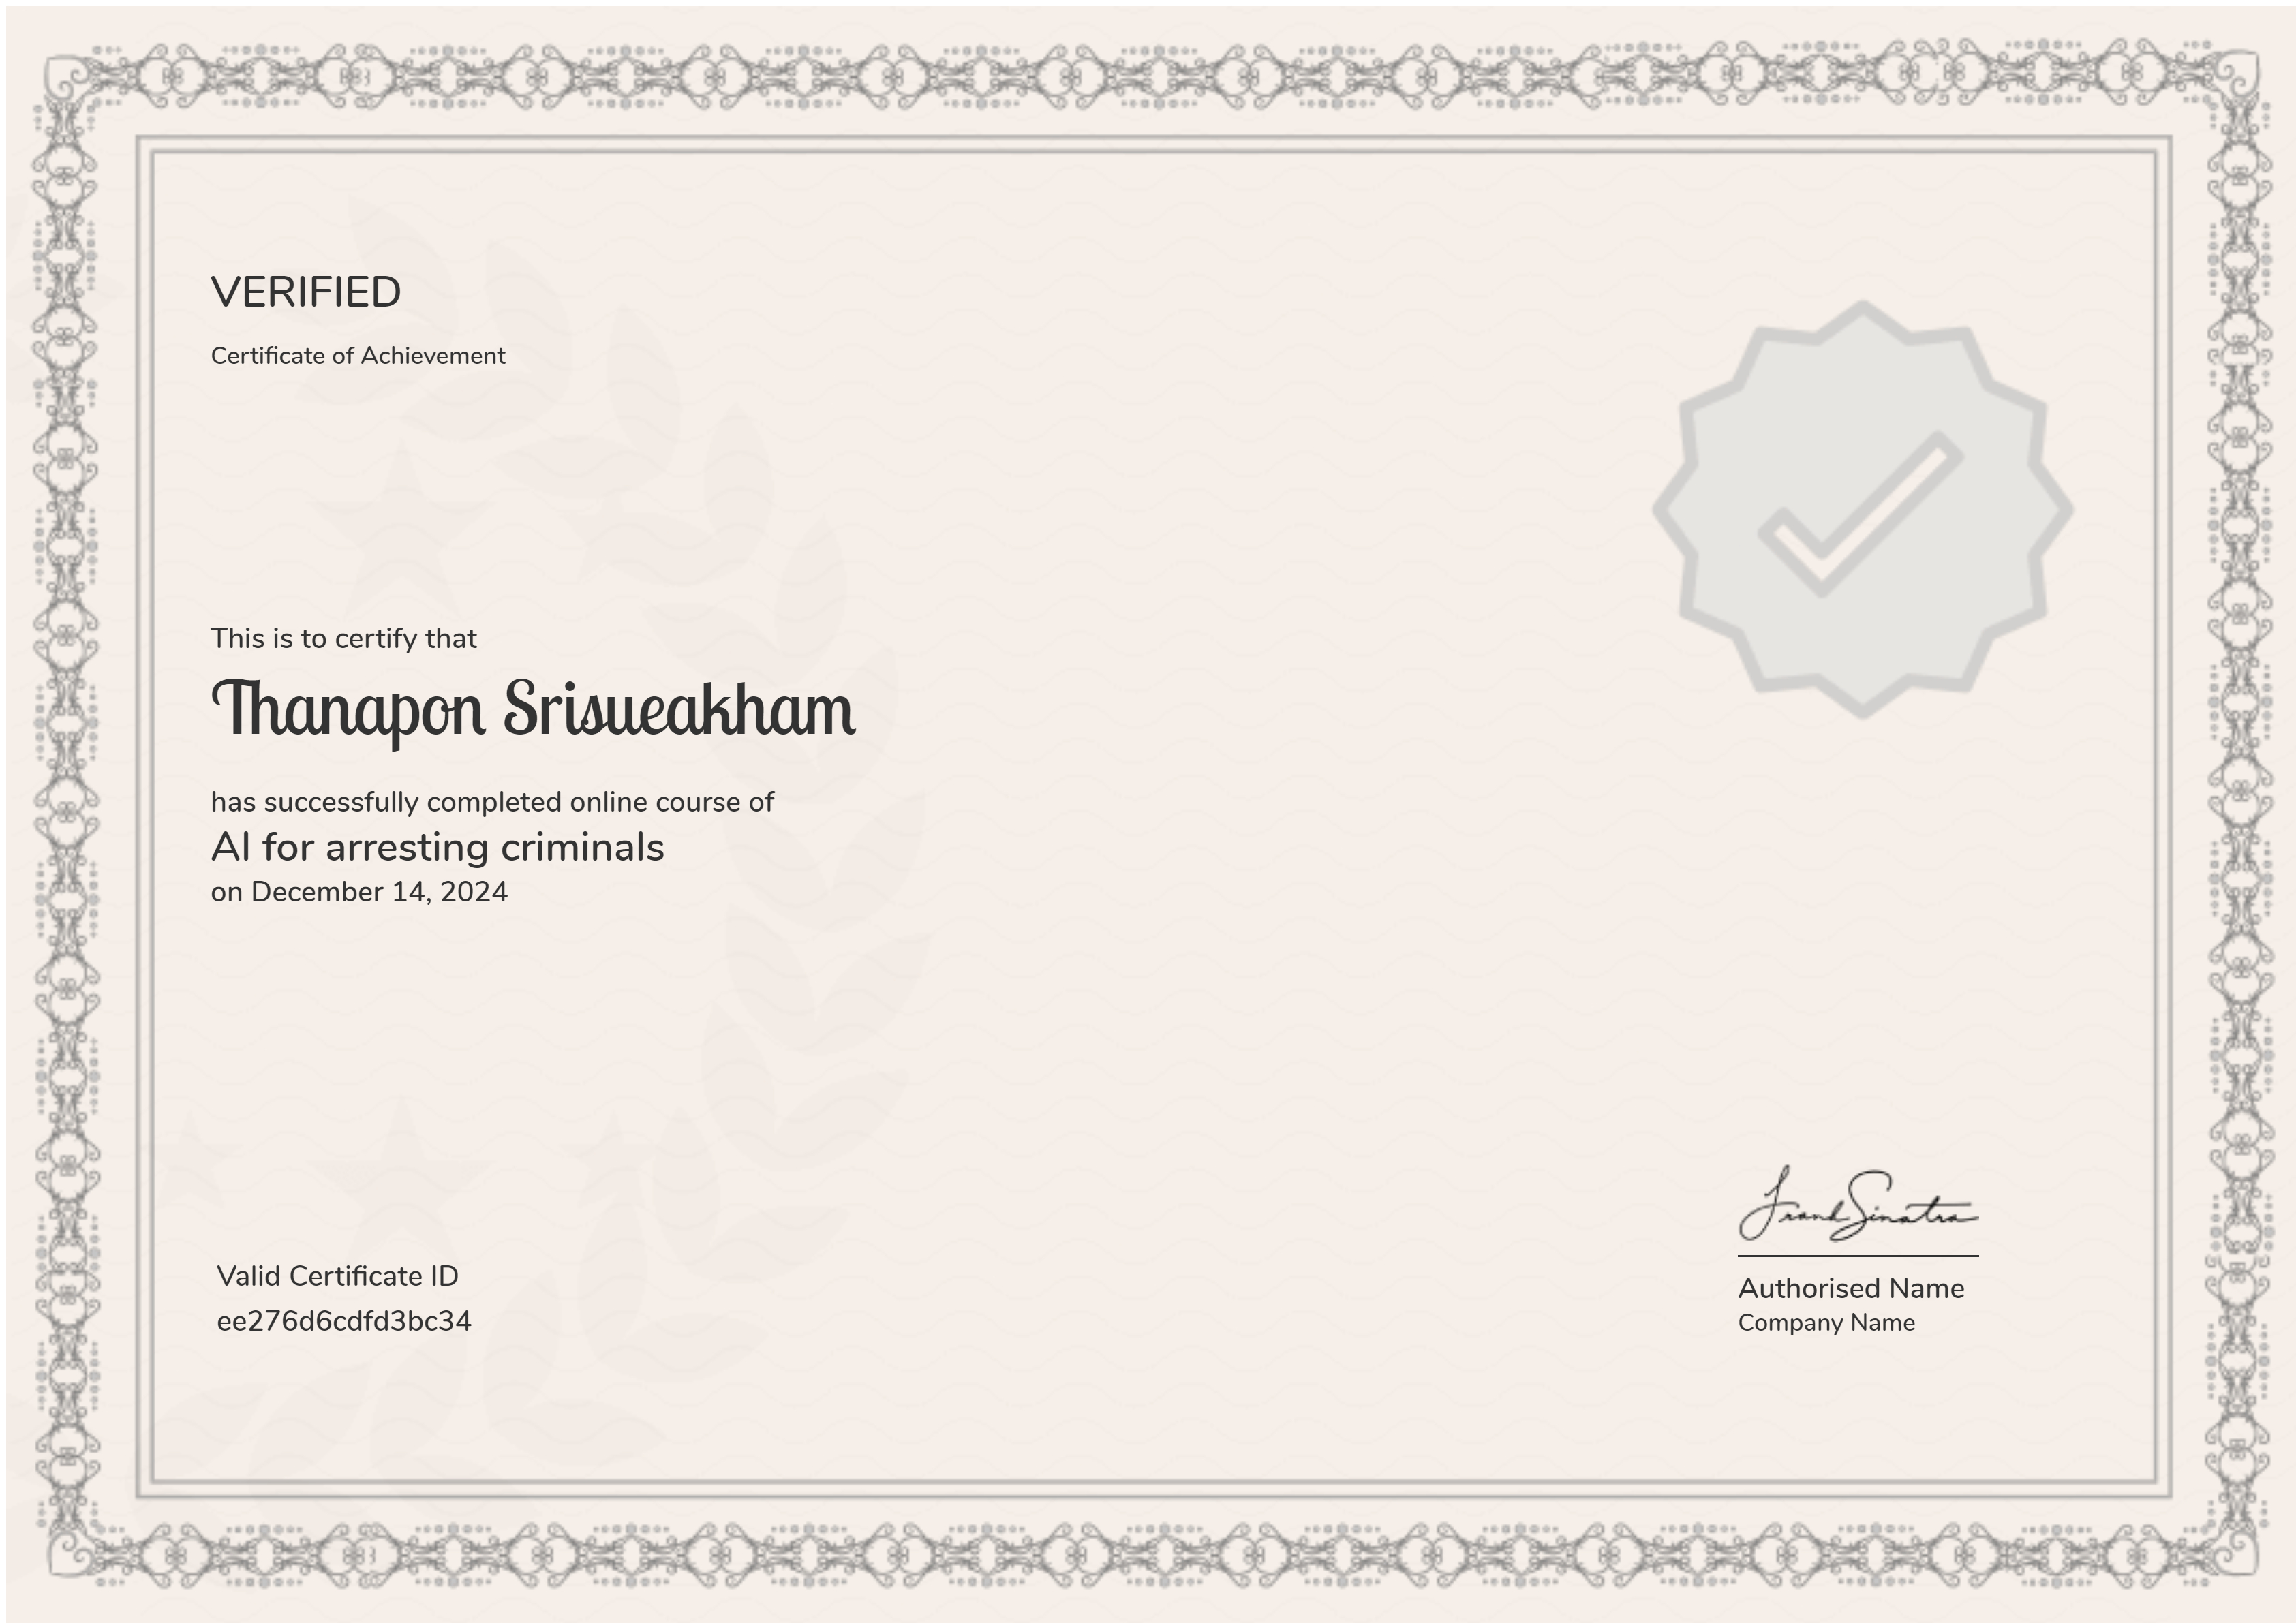 VERIFIED
Certificate of Achievement
This is to certify that
Thanapon Srisueakham
has successfully completed online course of
AI for arresting criminals
on December 14, 2024
Valid Certificate ID
ee276d6cdfd3bc34
Frank Sinatra
Authorised Name
Company Name